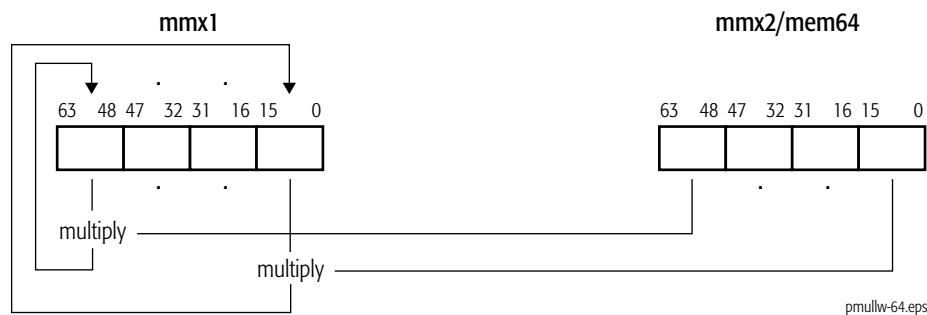 mmx1 mmx2/mem64
. .
63 48 47 32 31 16 15 0 63 48 47 32 31 16 15 0
. . . .
multiply
multiply
pmullw-64.eps